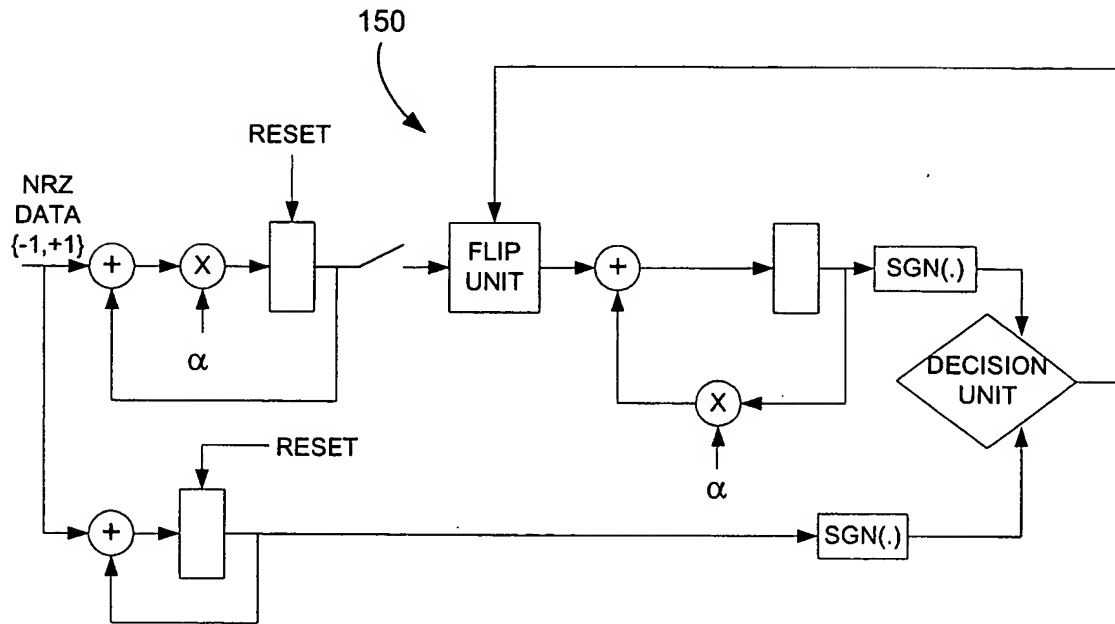 150
RESET
NRZ
DATA
{-1,+1}
+
X
α
FLIP
UNIT
+
X
α
SGN(.)
DECISION
UNIT
RESET
+
SGN(.)